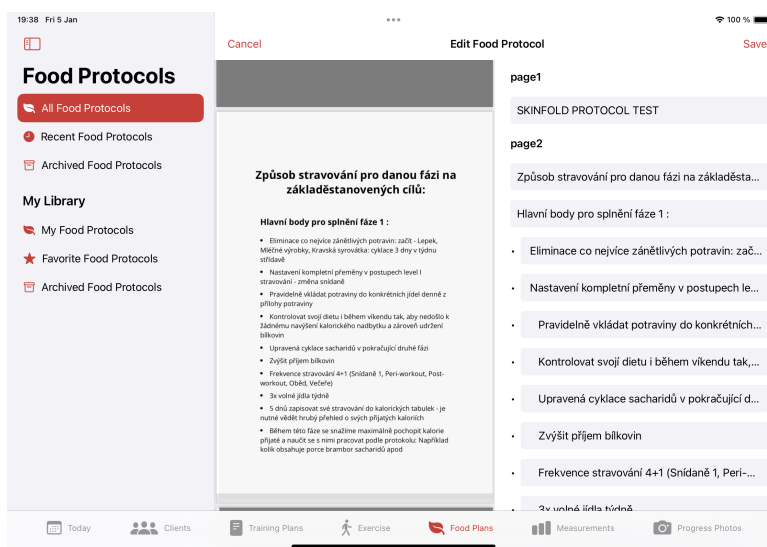 19:38 Fri 5 Jan
100 %
Food Protocols
All Food Protocols
Recent Food Protocols
Archived Food Protocols
My Library
My Food Protocols
Favorite Food Protocols
Archived Food Protocols
Cancel
Edit Food Protocol
Save
Způsob stravování pro danou fázi na
základěstanovených cílů:
Hlavní body pro splnění fáze 1 :
• Eliminace co nejvíce zánětlivých potravin: začít - Lepek,
Mléčné výrobky, Kravská syrovátka: cyklace 3 dny v týdnu
střídavě
• Nastavení kompletní přeměny v postupech level I
stravování - změna snídaně
• Pravidelně vkládat potraviny do konkrétních jídel denně z
přílohy potraviny
• Kontrolovat svojí dietu i během víkendu tak, aby nedošlo k
žádnému navýšení kalorického nadbytku a zároveň udržení
bílkovin
• Upravená cyklace sacharidů v pokračující druhé fázi
• Zvýšit příjem bílkovin
• Frekvence stravování 4+1 (Snídaně 1, Peri-workout, Post-
workout, Oběd, Večeře)
• 3x volné jídla týdně
• 5 dnů zapisovat své stravování do kalorických tabulek - je
nutné vědět hrubý přehled o svých přijatých kaloriích
• Během této fáze se snažíme maximálně pochopit kalorie
přijaté a naučit se s nimi pracovat podle protokolu: Například
kolik obsahuje porce brambor sacharidů apod
page1
SKINFOLD PROTOCOL TEST
page2
Způsob stravování pro danou fázi na základěsta...
Hlavní body pro splnění fáze 1 :
• Eliminace co nejvíce zánětlivých potravin: zač...
• Nastavení kompletní přeměny v postupech le...
• Pravidelně vkládat potraviny do konkrétních...
• Kontrolovat svojí dietu i během víkendu tak,...
• Upravená cyklace sacharidů v pokračující d...
• Zvýšit příjem bílkovin
• Frekvence stravování 4+1 (Snídaně 1, Peri-...
• 3x volné jídla týdně
Today
Clients
Training Plans
Exercise
Food Plans
Measurements
Progress Photos